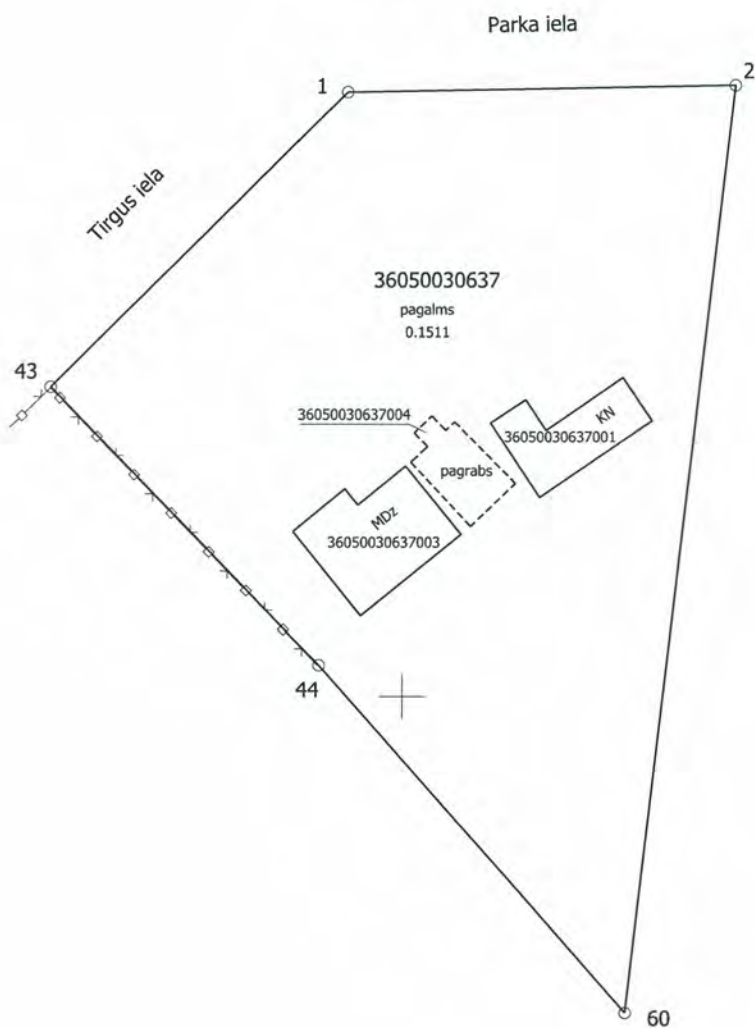 Parka iela
1
2
Tirgus iela
36050030637
pagalms
0.1511
43
36050030637004
KN
36050030637001
pagrabs
MDz
36050030637003
44
60